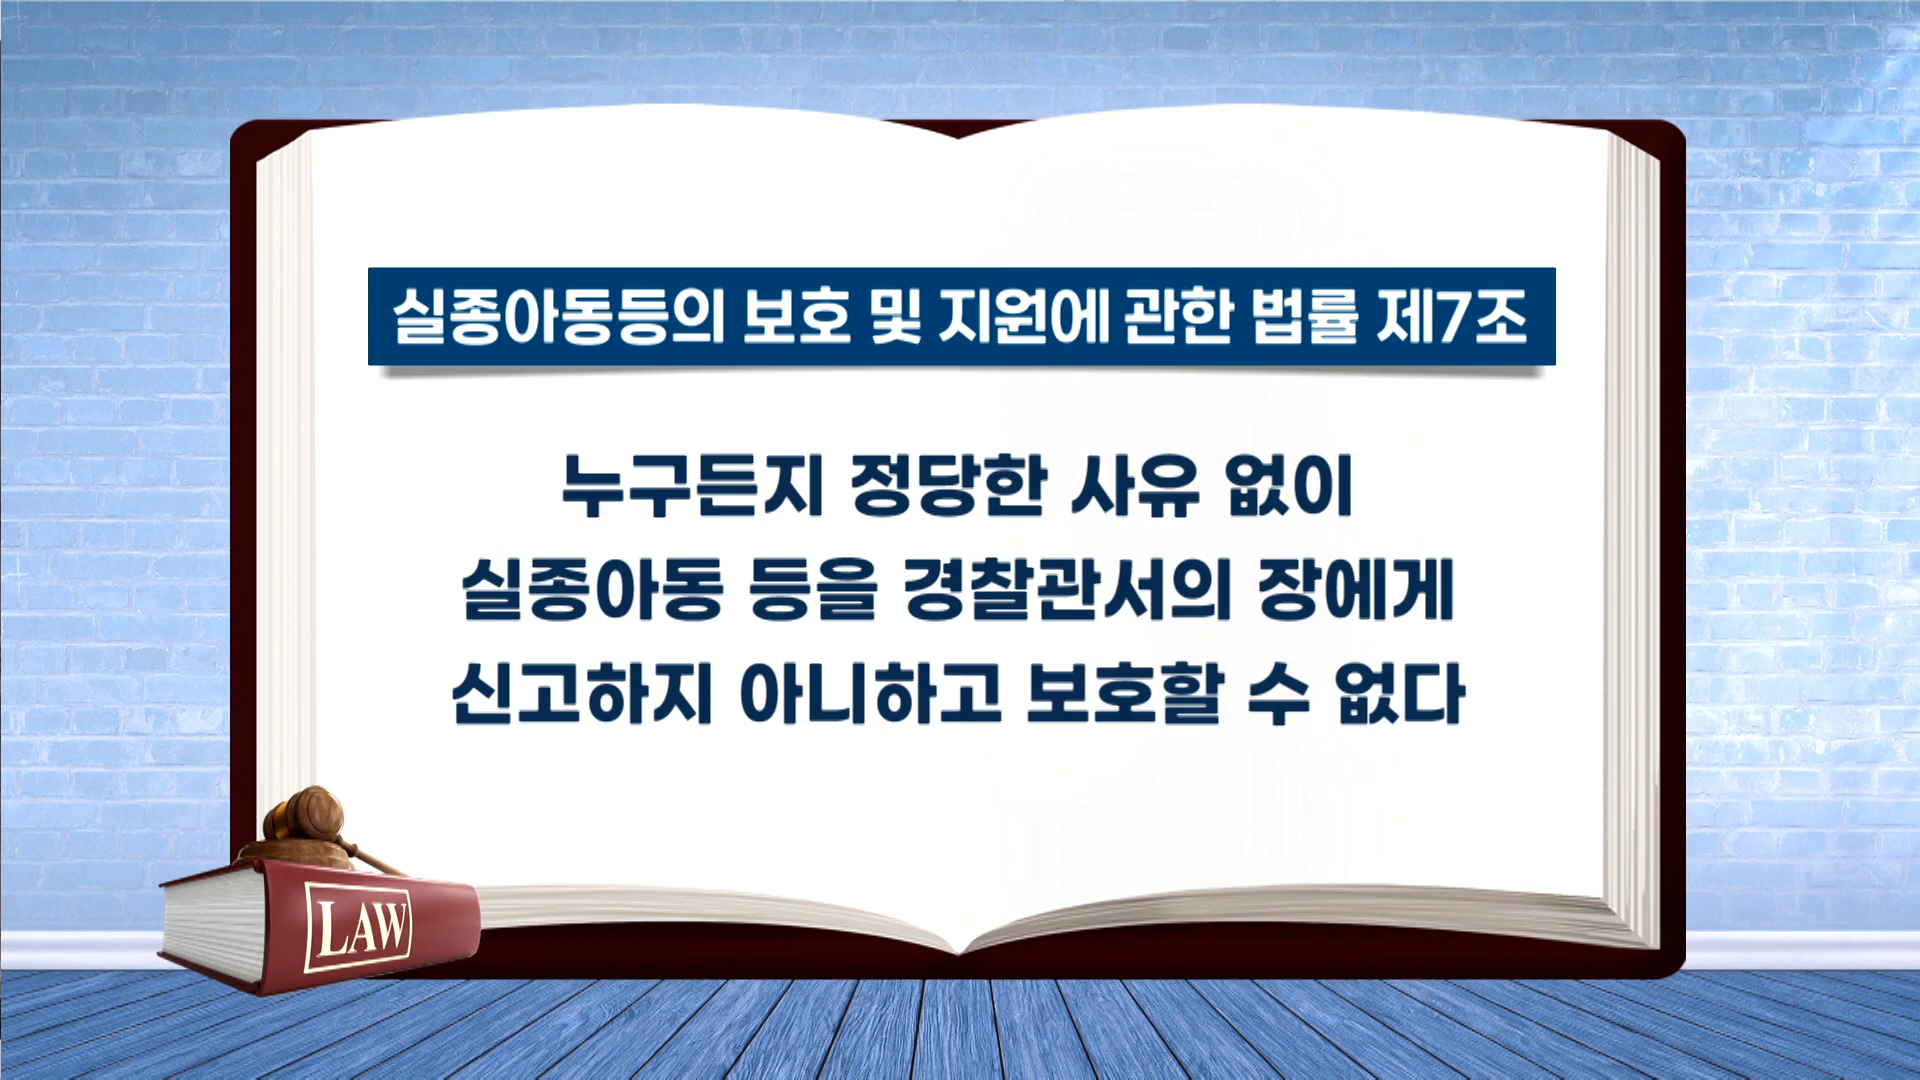 실종아동등의 보호 및 지원에 관한 법률 제7조
누구든지 정당한 사유 없이
실종아동 등을 경찰관서의 장에게
신고하지 아니하고 보호할 수 없다
LAW